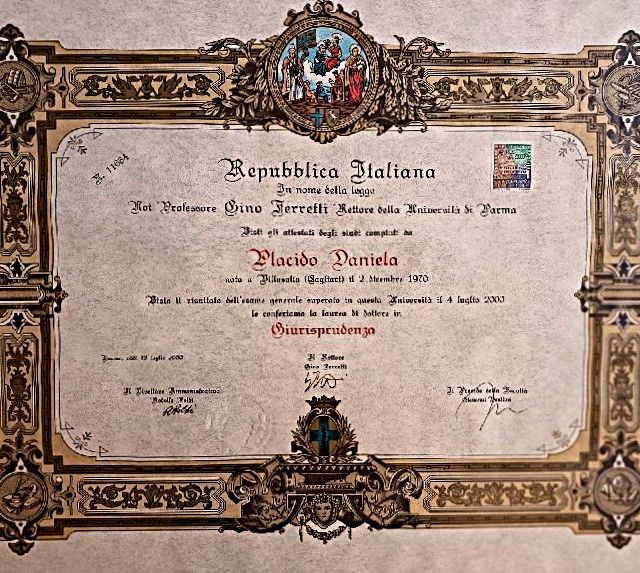 N. 11684
Repubblica Italiana
In nome della legge
Noi Professore Gino Ferretti Rettore della Università di Parma
Visti gli attestati degli studi compiuti da
Placido Daniela
nata a Villasalto (Cagliari) il 2 dicembre 1970
Visto il risultato dell'esame generale superato in questa Università il 4 luglio 2000
le conferiamo la laurea di dottore in
Giurisprudenza
Parma, addì 19 luglio 2000
Il Rettore
Gino Ferretti
Il Direttore Amministrativo
Rodolfo Poldi
Il Preside della Facoltà
Giovanni